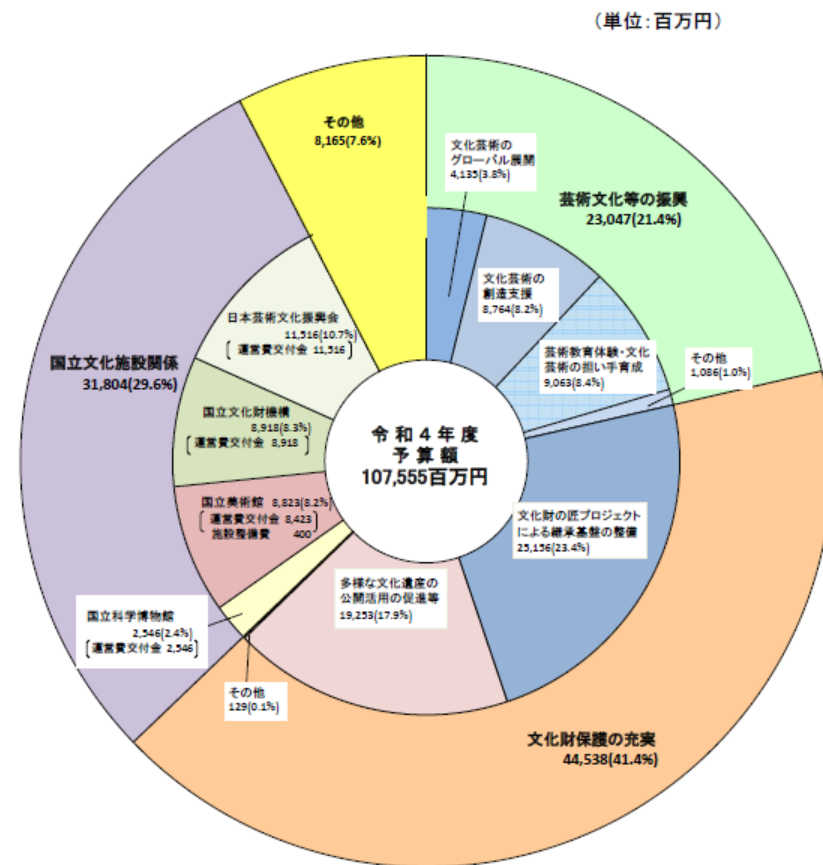 (単位:百万円)
その他
8,165(7.6%)
文化芸術の
グローバル展開
4,135(3.8%)
芸術文化等の振興
23,047(21.4%)
文化芸術の
創造支援
8,764(8.2%)
芸術教育体験・文化
芸術の担い手育成
9,063(8.4%)
その他
1,086(1.0%)
日本芸術文化振興会
11,516(10.7%)
運営費交付金 11,516
国立文化施設関係
31,804(29.6%)
国立文化財機構
8,918(8.3%)
運営費交付金 8,918
国立美術館 8,823(8.2%)
運営費交付金 8,423
施設整備費 400
令和4年度
予算額
107,555百万円
文化財の匠プロジェクト
による継承基盤の整備
25,156(23.4%)
多様な文化遺産の
公開活用の促進等
19,253(17.9%)
国立科学博物館
2,546(2.4%)
運営費交付金 2,546
その他
129(0.1%)
文化財保護の充実
44,538(41.4%)